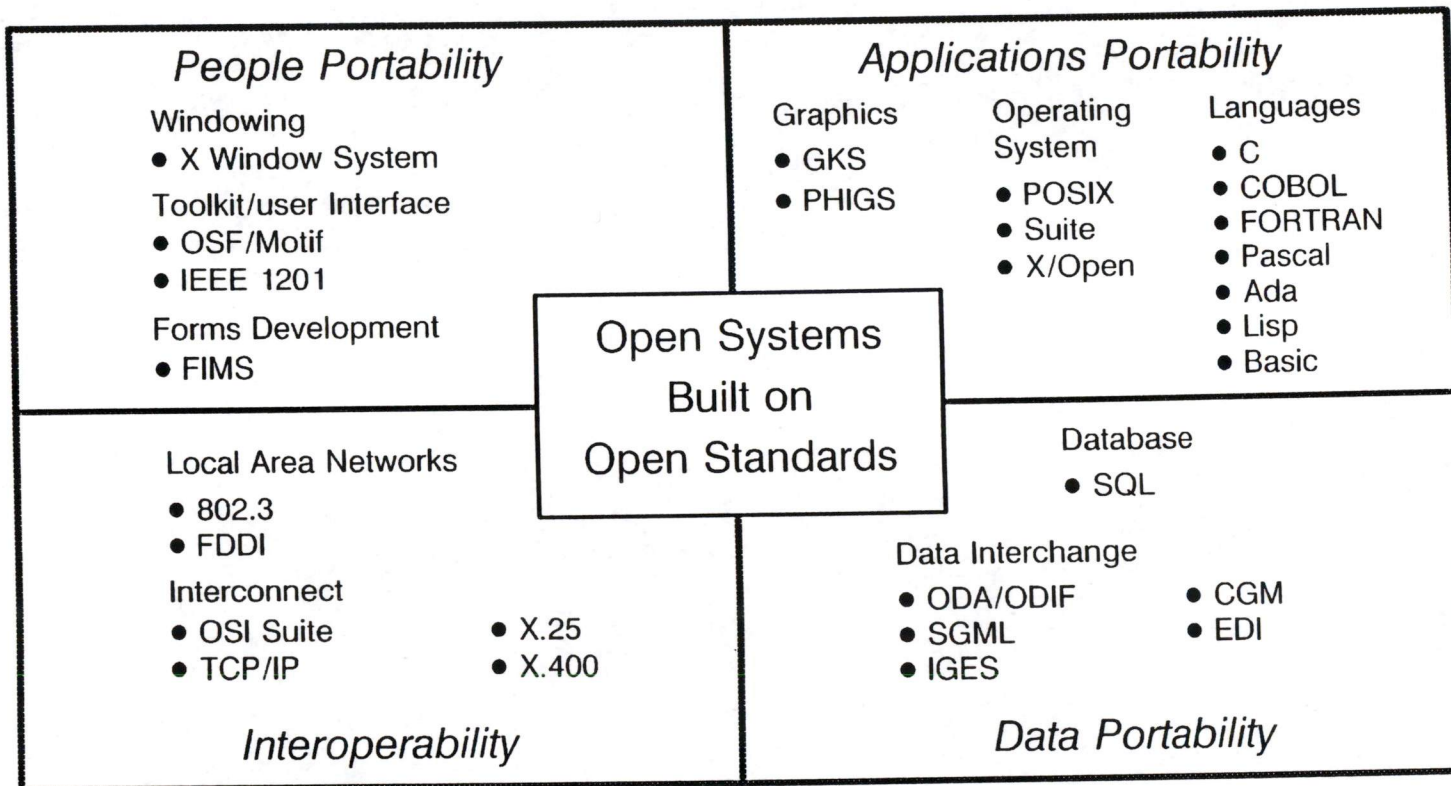 People Portability
Windowing
• X Window System
Toolkit/user Interface
• OSF/Motif
• IEEE 1201
Forms Development
• FIMS
Applications Portability
Graphics
• GKS
• PHIGS
Operating
System
• POSIX
• Suite
• X/Open
Languages
• C
• COBOL
• FORTRAN
• Pascal
• Ada
• Lisp
• Basic
Open Systems
Built on
Open Standards
Local Area Networks
• 802.3
• FDDI
Interconnect
• OSI Suite
• TCP/IP
• X.25
• X.400
Interoperability
Database
• SQL
Data Interchange
• ODA/ODIF
• SGML
• IGES
• CGM
• EDI
Data Portability